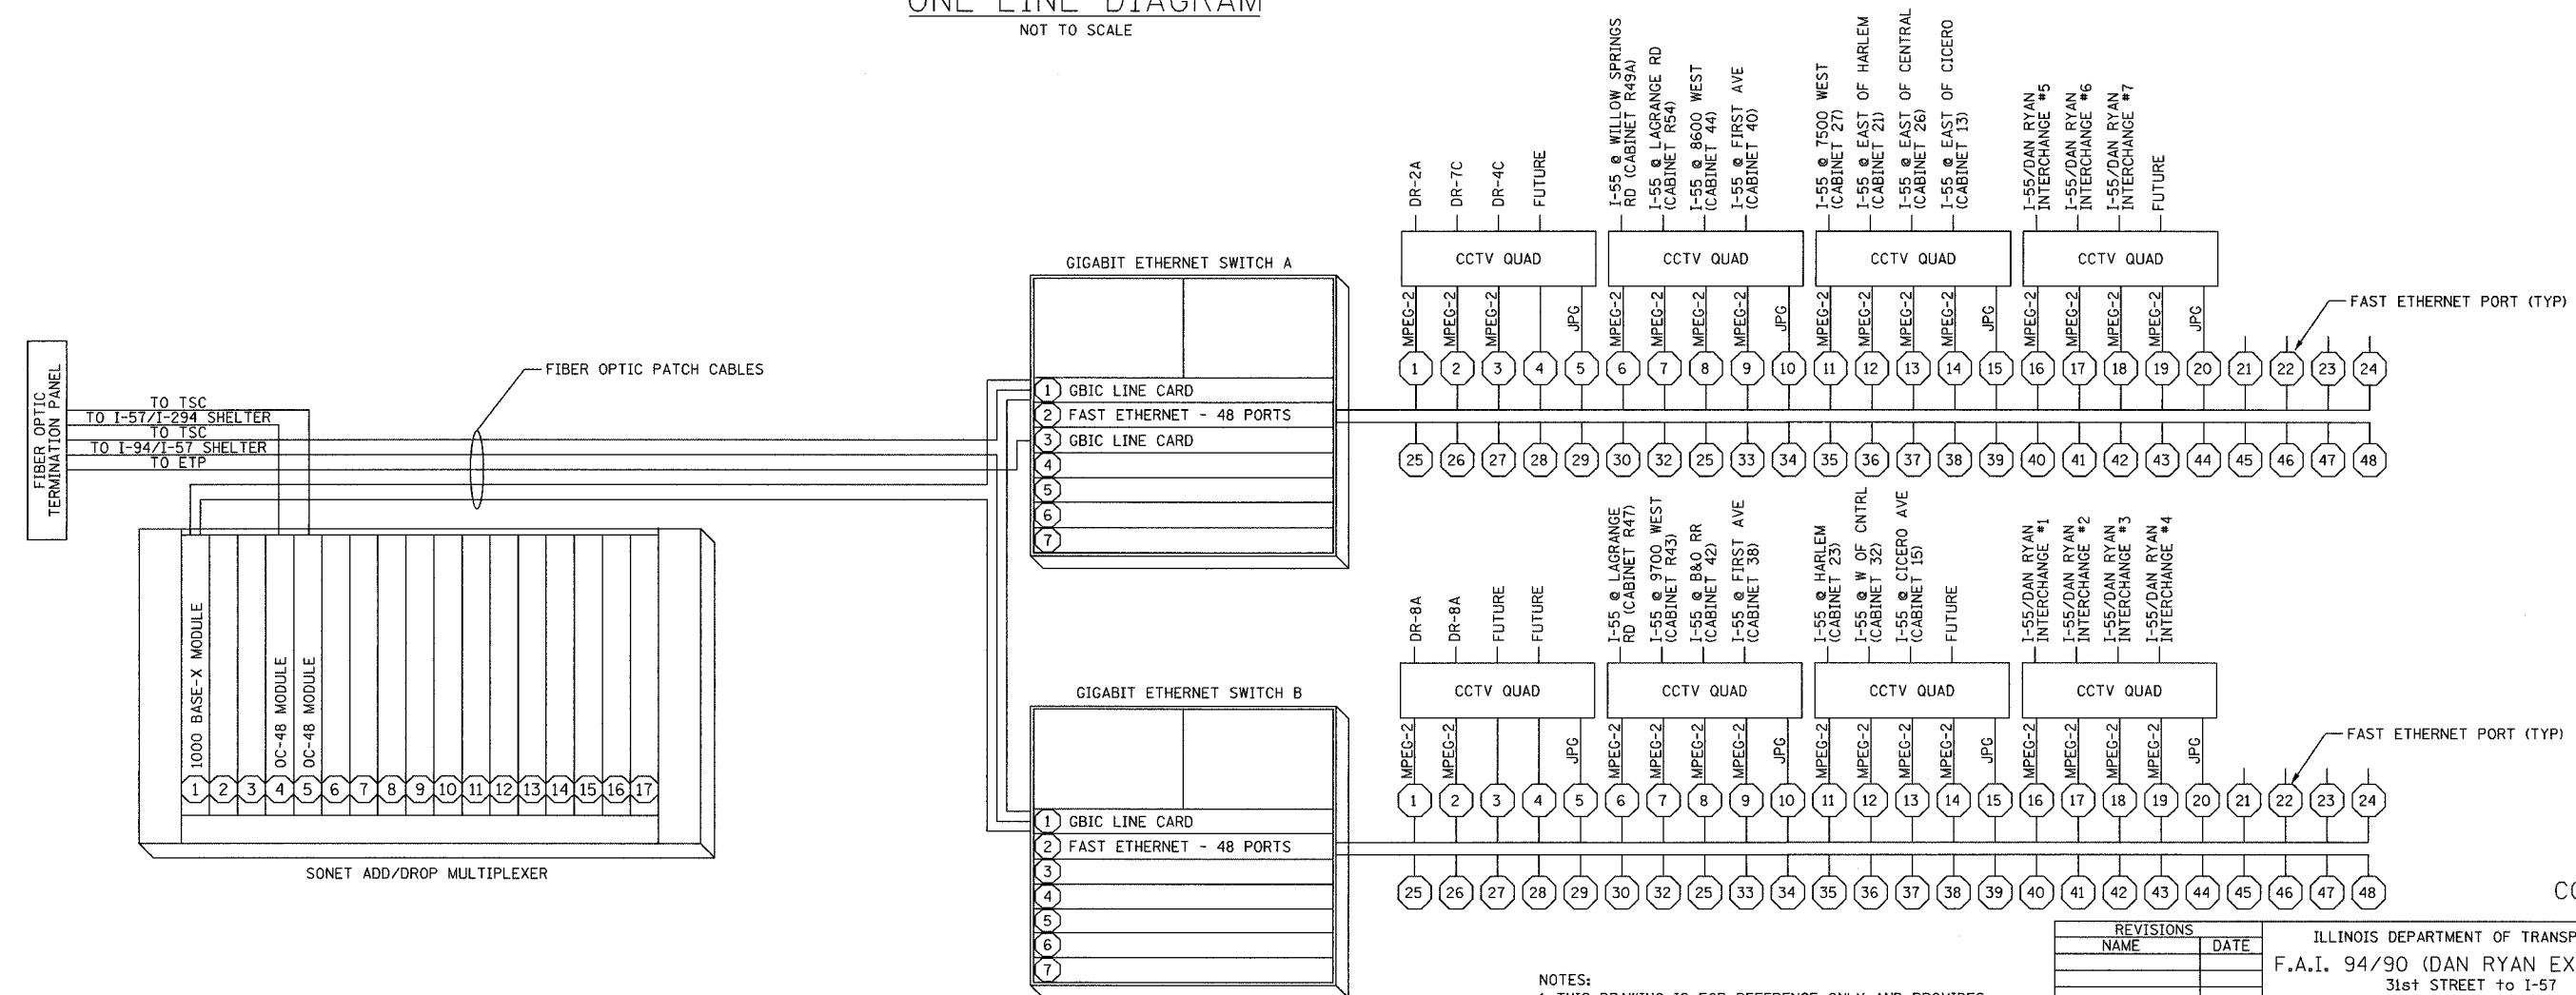 ONE LINE DIAGRAM
NOT TO SCALE
FIBER OPTIC
TERMINATION PANEL
TO TSC
TO I-57/I-294 SHELTER
TO TSC
TO I-94/I-57 SHELTER
TO ETP
FIBER OPTIC PATCH CABLES
1000 BASE-X MODULE
OC-48 MODULE
OC-48 MODULE
1 2 3 4 5 6 7 8 9 10 11 12 13 14 15 16 17
SONET ADD/DROP MULTIPLEXER
GIGABIT ETHERNET SWITCH A
1 GBIC LINE CARD
2 FAST ETHERNET - 48 PORTS
3 GBIC LINE CARD
4
5
6
7
DR-2A
DR-7C
DR-4C
FUTURE
I-55 @ WILLOW SPRINGS
RD (CABINET R49A)
I-55 @ LAGRANGE RD
(CABINET R54)
I-55 @ 8600 WEST
(CABINET 44)
I-55 @ FIRST AVE
(CABINET 40)
I-55 @ 7500 WEST
(CABINET 27)
I-55 @ EAST OF HARLEM
(CABINET 21)
I-55 @ EAST OF CENTRAL
(CABINET 26)
I-55 @ EAST OF CICERO
(CABINET 13)
I-55/DAN RYAN
INTERCHANGE #5
I-55/DAN RYAN
INTERCHANGE #6
I-55/DAN RYAN
INTERCHANGE #7
FUTURE
CCTV QUAD CCTV QUAD CCTV QUAD CCTV QUAD
MPEG-2 MPEG-2 MPEG-2 JPG MPEG-2 MPEG-2 MPEG-2 MPEG-2 JPG MPEG-2 MPEG-2 MPEG-2 MPEG-2 JPG MPEG-2 MPEG-2 MPEG-2 MPEG-2 JPG
FAST ETHERNET PORT (TYP)
1 2 3 4 5 6 7 8 9 10 11 12 13 14 15 16 17 18 19 20 21 22 23 24
25 26 27 28 29 30 32 25 33 34 35 36 37 38 39 40 41 42 43 44 45 46 47 48
GIGABIT ETHERNET SWITCH B
1 GBIC LINE CARD
2 FAST ETHERNET - 48 PORTS
3
4
5
6
7
DR-8A
DR-8A
FUTURE
FUTURE
I-55 @ LAGRANGE
RD (CABINET R47)
I-55 @ 9700 WEST
(CABINET R43)
I-55 @ B&O RR
(CABINET 42)
I-55 @ FIRST AVE
(CABINET 38)
I-55 @ HARLEM
(CABINET 23)
I-55 @ W OF CNTRL
(CABINET 32)
I-55 @ CICERO AVE
(CABINET 15)
FUTURE
I-55/DAN RYAN
INTERCHANGE #1
I-55/DAN RYAN
INTERCHANGE #2
I-55/DAN RYAN
INTERCHANGE #3
I-55/DAN RYAN
INTERCHANGE #4
CCTV QUAD CCTV QUAD CCTV QUAD CCTV QUAD
MPEG-2 MPEG-2 JPG MPEG-2 MPEG-2 MPEG-2 MPEG-2 JPG MPEG-2 MPEG-2 MPEG-2 MPEG-2 JPG MPEG-2 MPEG-2 MPEG-2 MPEG-2 JPG
FAST ETHERNET PORT (TYP)
1 2 3 4 5 6 7 8 9 10 11 12 13 14 15 16 17 18 19 20 21 22 23 24
25 26 27 28 29 30 32 25 33 34 35 36 37 38 39 40 41 42 43 44 45 46 47 48
NOTES:
1 THIS DRAWING IS FOR REFERENCE ONLY AND PROVIDES
REVISIONS
NAME DATE
ILLINOIS DEPARTMENT OF TRANSP
F.A.I. 94/90 (DAN RYAN EX
31st STREET to I-57